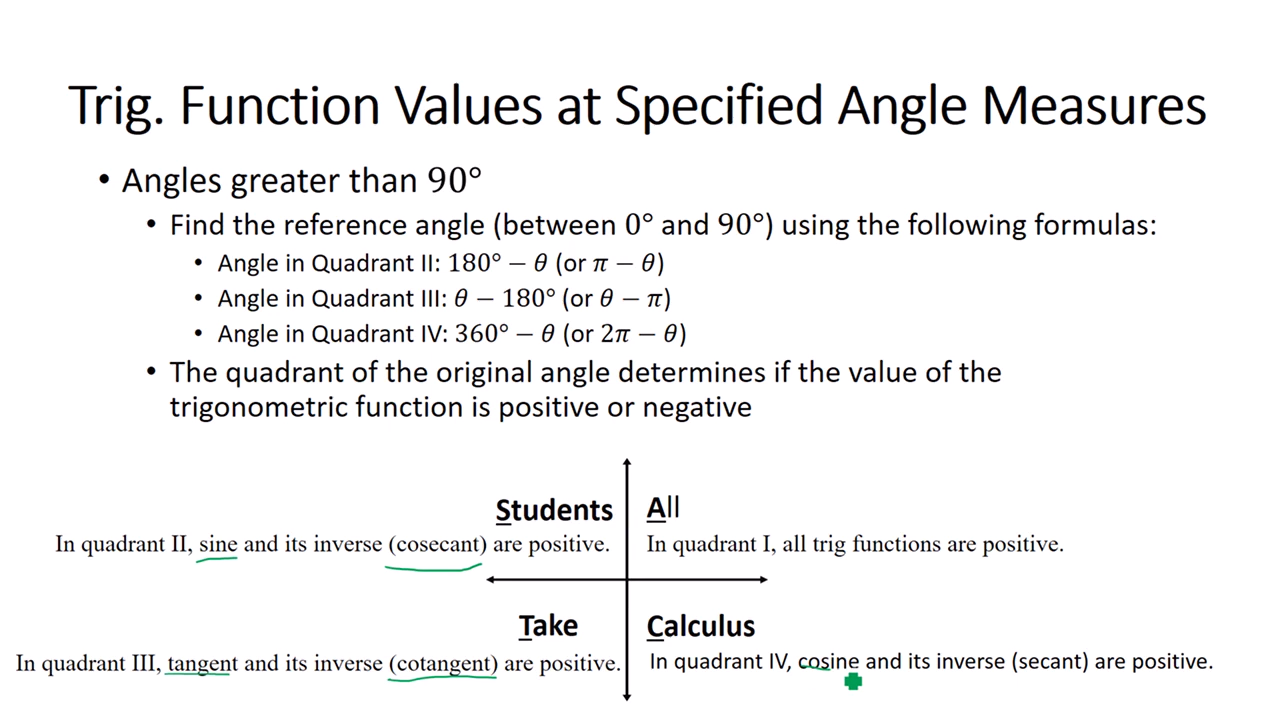 Trig. Function Values at Specified Angle Measures
• Angles greater than 90°
• Find the reference angle (between 0° and 90°) using the following formulas:
• Angle in Quadrant II: 180° − θ (or π − θ)
• Angle in Quadrant III: θ − 180° (or θ − π)
• Angle in Quadrant IV: 360° − θ (or 2π − θ)
• The quadrant of the original angle determines if the value of the
trigonometric function is positive or negative
Students
In quadrant II, sine and its inverse (cosecant) are positive.
All
In quadrant I, all trig functions are positive.
Take
In quadrant III, tangent and its inverse (cotangent) are positive.
Calculus
In quadrant IV, cosine and its inverse (secant) are positive.